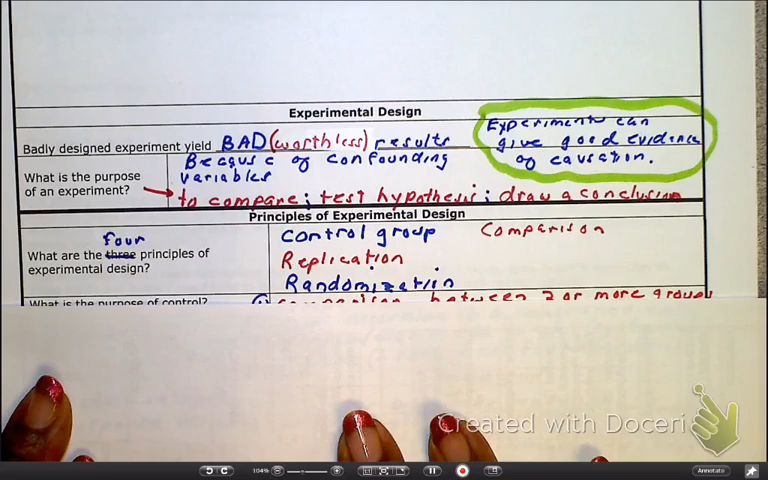 Experimental Design
Experiments can
give good evidence
of causation.
Badly designed experiment yield BAD (worthless) results
Because of confounding
variables
What is the purpose
of an experiment?
to compare; test hypothesis; draw a conclusion
Principles of Experimental Design
four
What are the three principles of
experimental design?
control group Comparison
Replication
Randomization
What is the purpose of control?
comparison between 2 or more groups
Created with Doceri
104%
Annotate